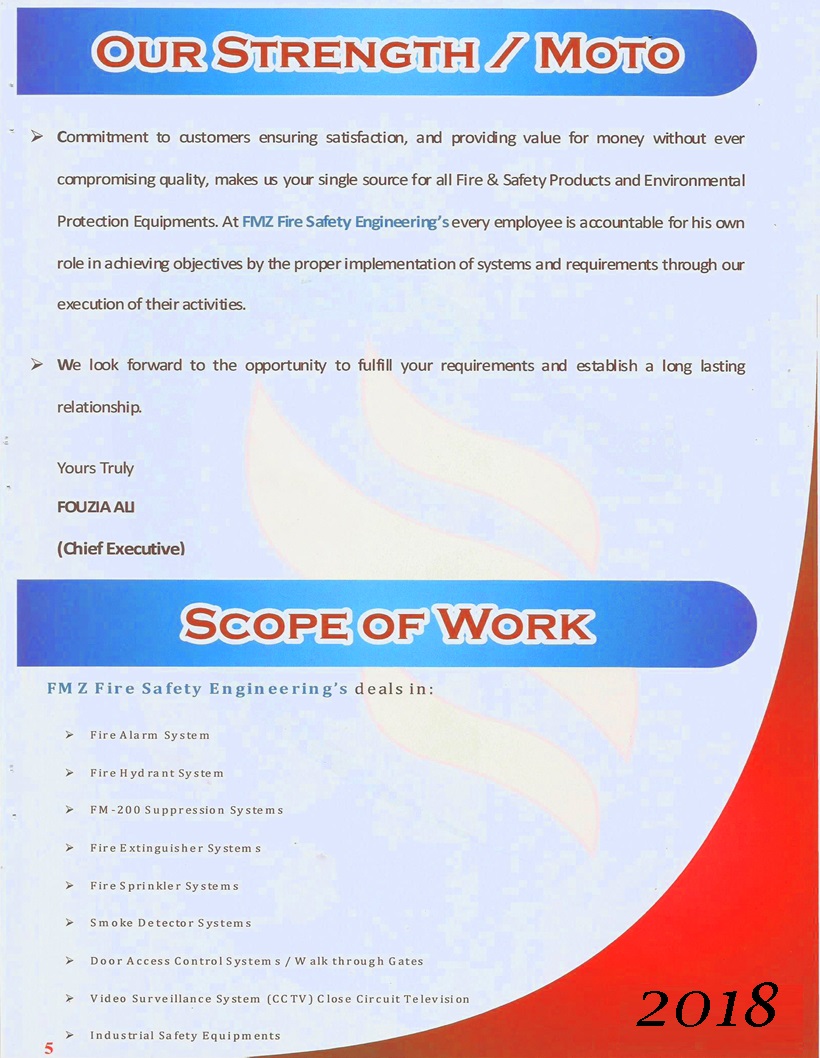 OUR STRENGTH / MOTO
➢ Commitment to customers ensuring satisfaction, and providing value for money without ever
compromising quality, makes us your single source for all Fire & Safety Products and Environmental
Protection Equipments. At FMZ Fire Safety Engineering's every employee is accountable for his own
role in achieving objectives by the proper implementation of systems and requirements through our
execution of their activities.
➢ We look forward to the opportunity to fulfill your requirements and establish a long lasting
relationship.
Yours Truly
FOUZIA ALI
(Chief Executive)
SCOPE OF WORK
FMZ Fire Safety Engineering's deals in:
➢ Fire Alarm System
➢ Fire Hydrant System
➢ FM-200 Suppression Systems
➢ Fire Extinguisher Systems
➢ Fire Sprinkler Systems
➢ Smoke Detector Systems
➢ Door Access Control Systems / Walk through Gates
➢ Video Surveillance System (CCTV) Close Circuit Television
➢ Industrial Safety Equipments
2018
5